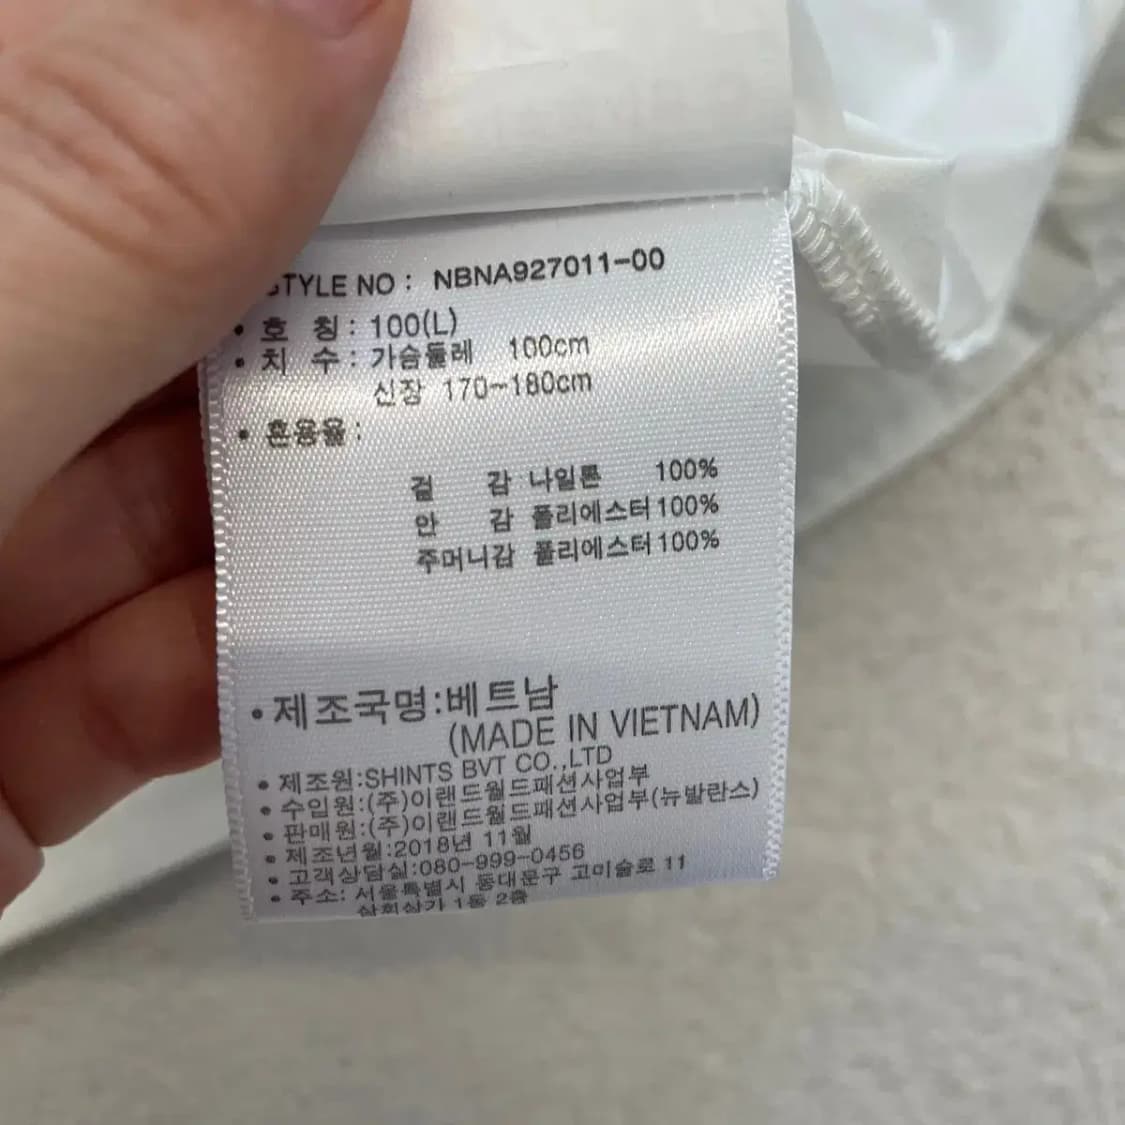 STYLE NO : NBNA927011-00
• 호 칭 : 100(L)
• 치 수 : 가슴둘레 100cm
신장 170~180cm
• 혼용율 :
겉 감 나일론 100%
안 감 폴리에스터 100%
주머니감 폴리에스터 100%
• 제조국명:베트남
(MADE IN VIETNAM)
• 제조원:SHINTS BVT CO.,LTD
• 수입원:(주)이랜드월드패션사업부
• 판매원:(주)이랜드월드패션사업부(뉴발란스)
• 제조년월:2018년 11월
• 고객상담실:080-999-0456
• 주소: 서울특별시 동대문구 고미술로 11
1동 2층